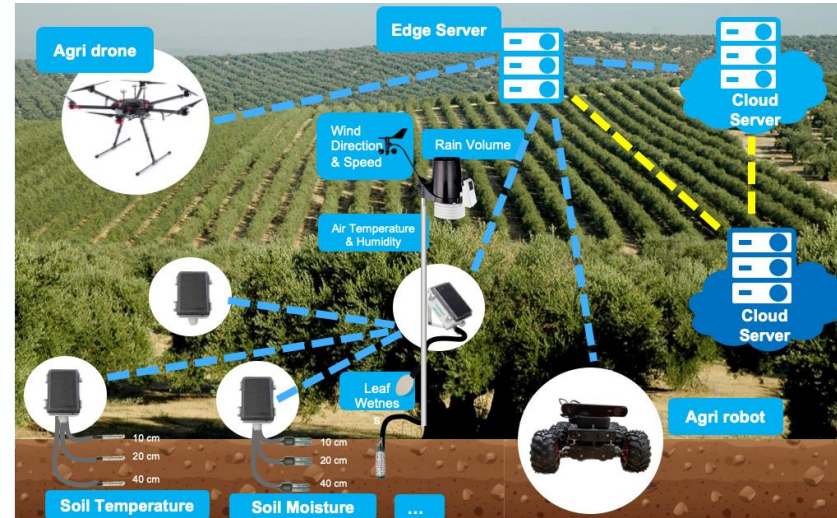 Agri drone
Edge Server
Cloud
Server
Wind
Direction
& Speed
Rain Volume
Air Temperature
& Humidity
Cloud
Server
Leaf
Wetnes
s
Agri robot
10 cm
20 cm
40 cm
10 cm
20 cm
40 cm
Soil Temperature
Soil Moisture
...